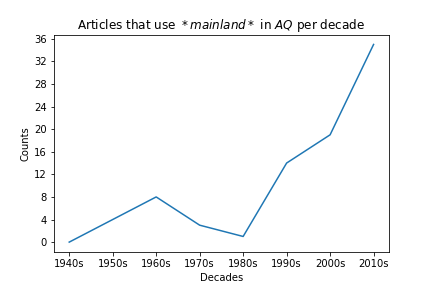 Articles that use *mainland* in AQ per decade
36
32
28
24
20
16
12
8
4
0
Counts
1940s 1950s 1960s 1970s 1980s 1990s 2000s 2010s
Decades